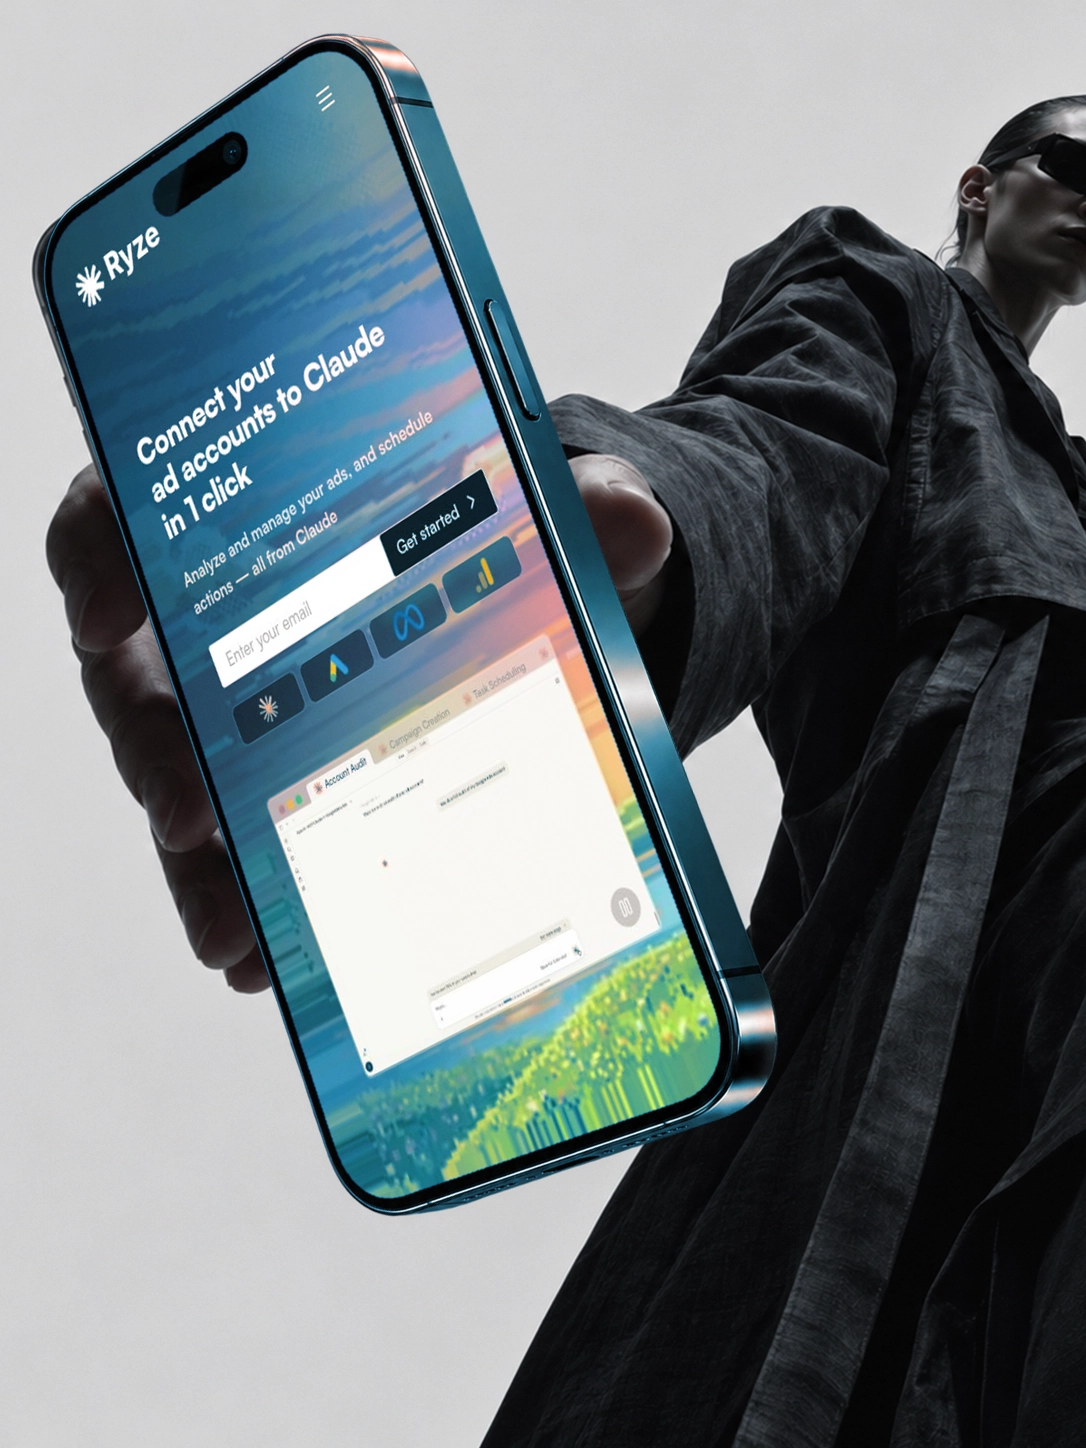 Ryze
Connect your
ad accounts to Claude
in 1 click
Analyze and manage your ads, and schedule
actions — all from Claude
Enter your email
Get started
Account Audit
Campaign Creation
Task Scheduling